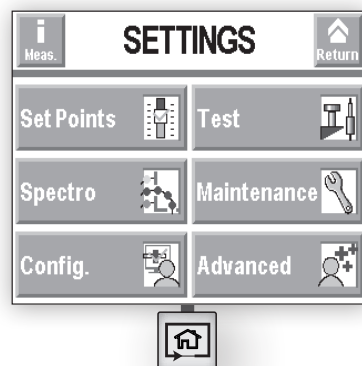 SETTINGS
Meas.
Return
Set Points
Test
Spectro
Maintenance
Config.
Advanced